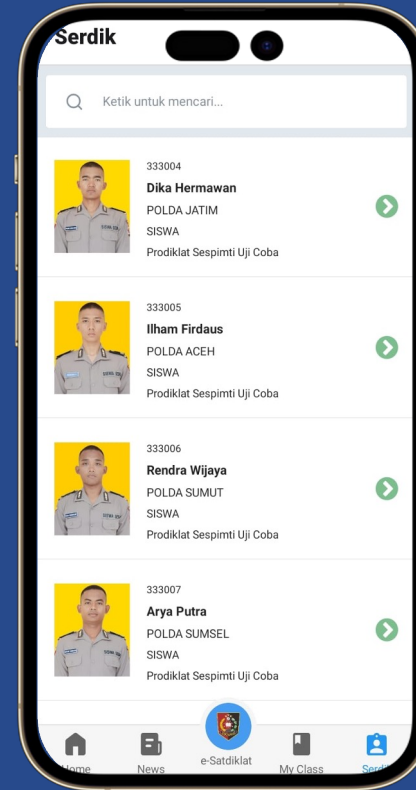 Serdik
Ketik untuk mencari...
333004
Dika Hermawan
POLDA JATIM
SISWA
Prodiklat Sespimti Uji Coba
333005
Ilham Firdaus
POLDA ACEH
SISWA
Prodiklat Sespimti Uji Coba
333006
Rendra Wijaya
POLDA SUMUT
SISWA
Prodiklat Sespimti Uji Coba
333007
Arya Putra
POLDA SUMSEL
SISWA
Prodiklat Sespimti Uji Coba
Home
News
e-Satdiklat
My Class
Serdik